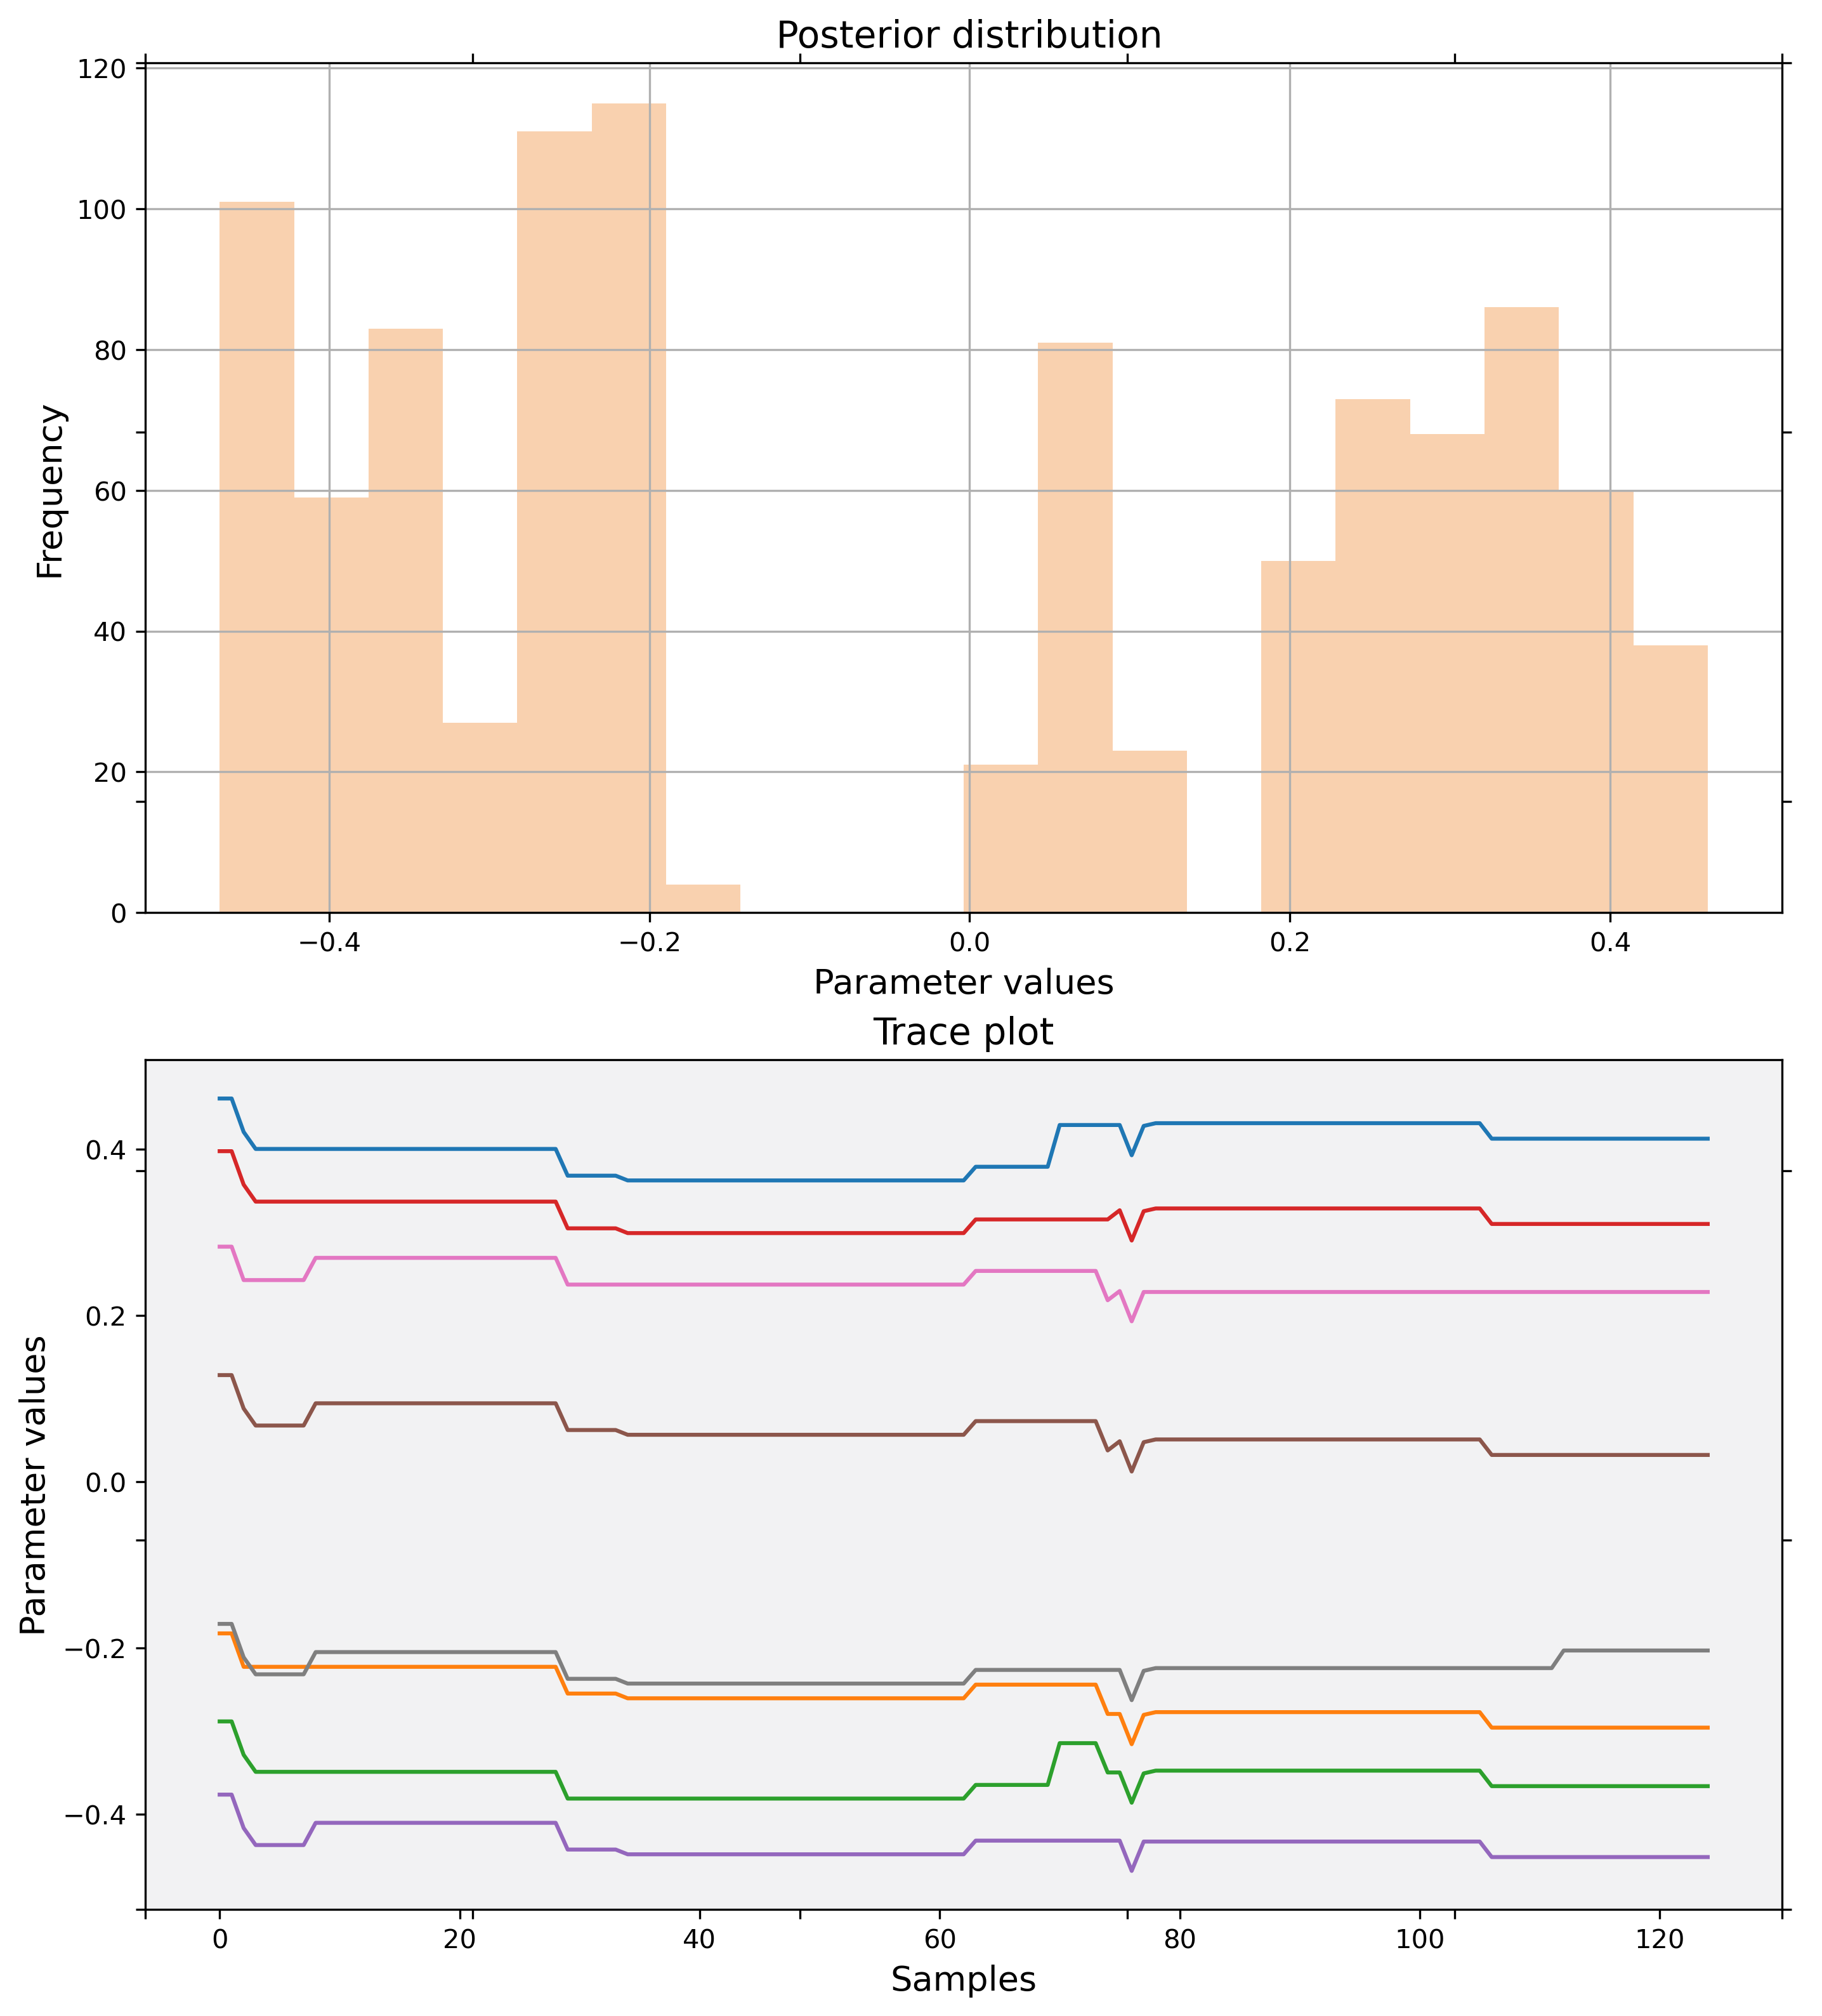 Posterior distribution
120
100
80
60
40
20
0
Frequency
−0.4 −0.2 0.0 0.2 0.4
Parameter values
Trace plot
0.4
0.2
0.0
−0.2
−0.4
Parameter values
0 20 40 60 80 100 120
Samples